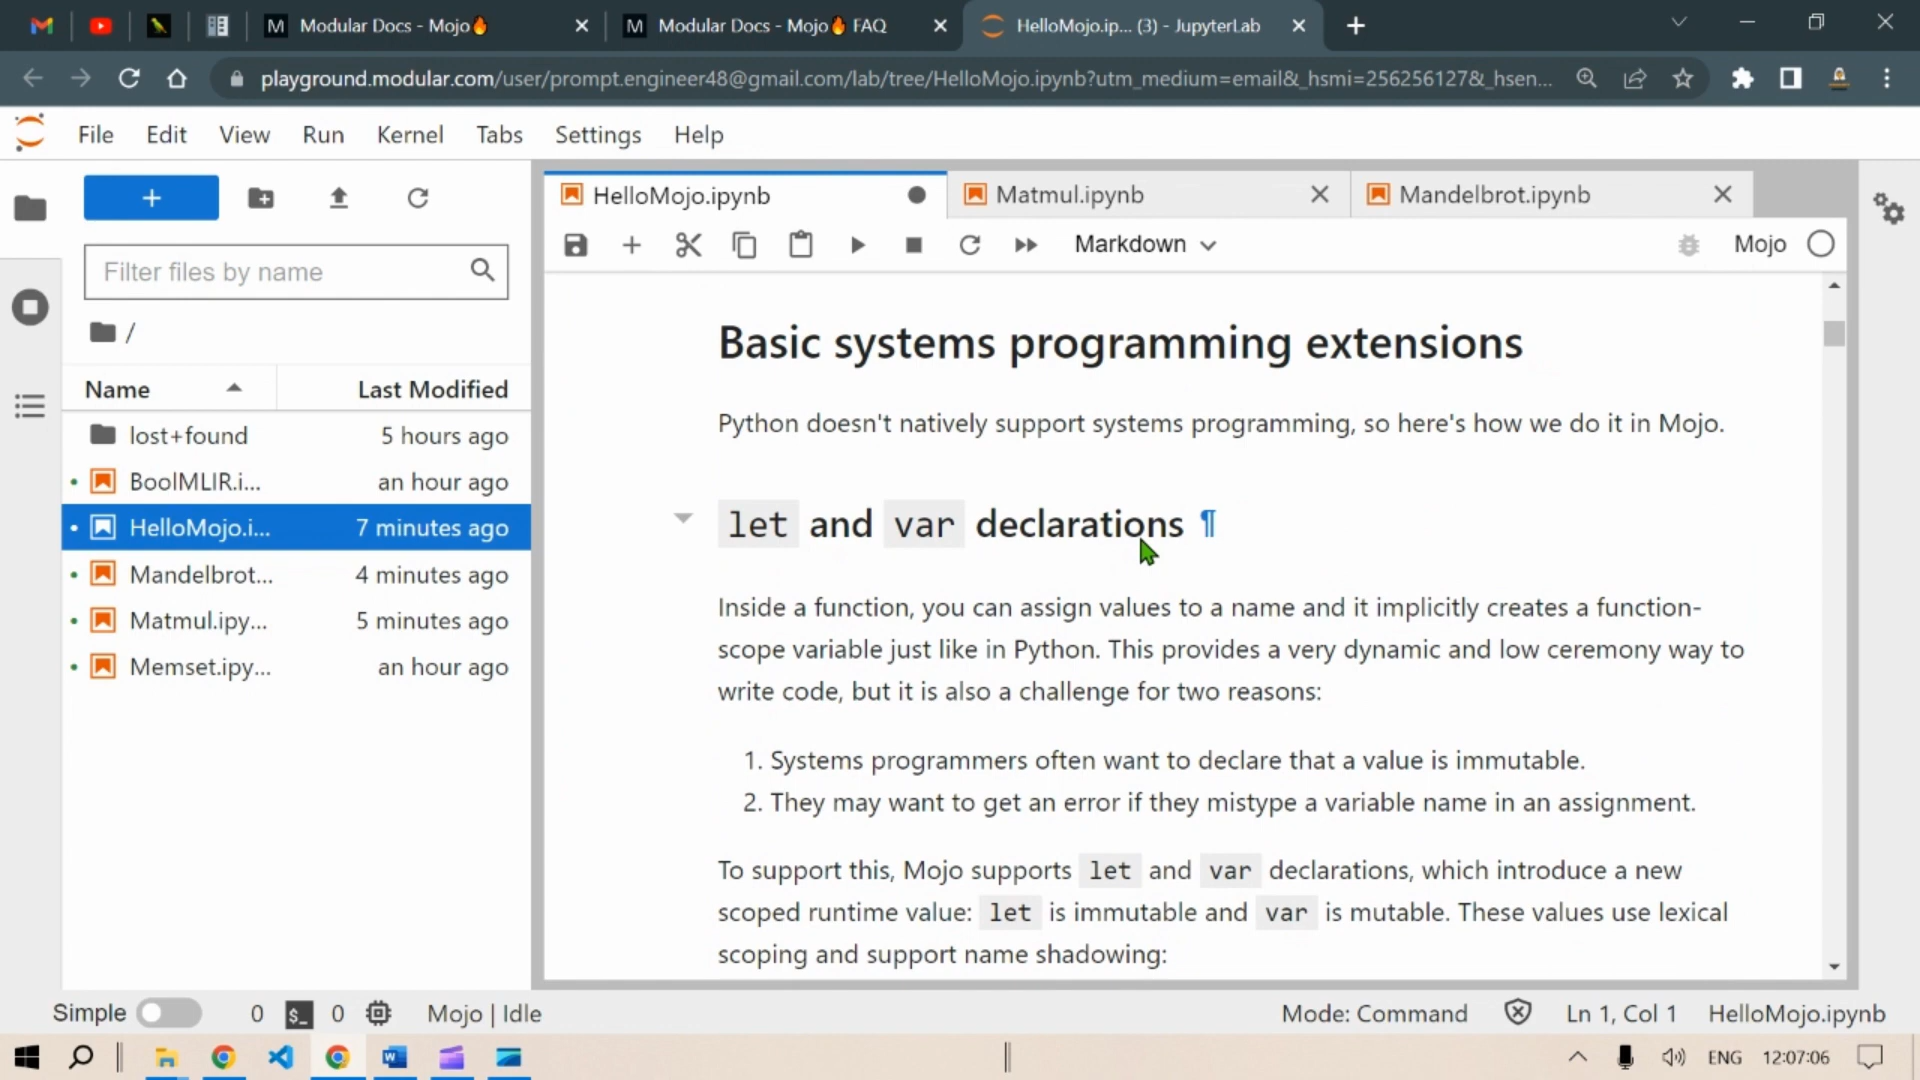 Modular Docs - Mojo🔥
Modular Docs - Mojo🔥 FAQ
HelloMojo.ip... (3) - JupyterLab
playground.modular.com/user/prompt.engineer48@gmail.com/lab/tree/HelloMojo.ipynb?utm_medium=email&_hsmi=256256127&_hsen...
File Edit View Run Kernel Tabs Settings Help
HelloMojo.ipynb
Matmul.ipynb
Mandelbrot.ipynb
Markdown
Mojo
Filter files by name
/
Name Last Modified
lost+found 5 hours ago
BoolMLIR.i... an hour ago
HelloMojo.i... 7 minutes ago
Mandelbrot... 4 minutes ago
Matmul.ipy... 5 minutes ago
Memset.ipy... an hour ago
Basic systems programming extensions
Python doesn't natively support systems programming, so here's how we do it in Mojo.
let and var declarations ¶
Inside a function, you can assign values to a name and it implicitly creates a function-
scope variable just like in Python. This provides a very dynamic and low ceremony way to
write code, but it is also a challenge for two reasons:
1. Systems programmers often want to declare that a value is immutable.
2. They may want to get an error if they mistype a variable name in an assignment.
To support this, Mojo supports let and var declarations, which introduce a new
scoped runtime value: let is immutable and var is mutable. These values use lexical
scoping and support name shadowing:
Simple 0 $_ 0 Mojo | Idle Mode: Command Ln 1, Col 1 HelloMojo.ipynb
ENG 12:07:06